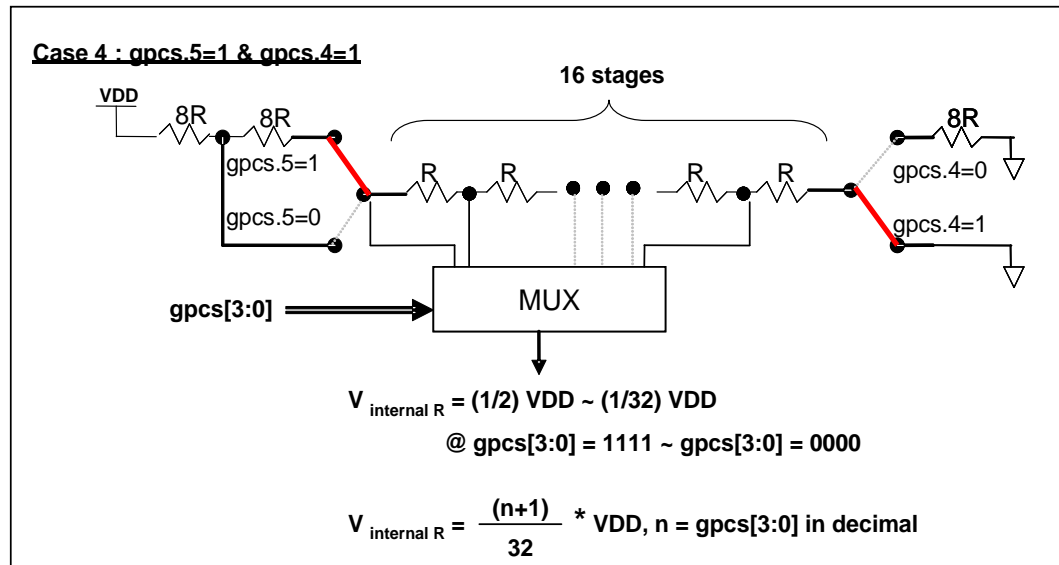 Case 4 : gpcs.5=1 & gpcs.4=1
16 stages
VDD
8R
8R
8R
gpcs.5=1
gpcs.4=0
R
R
R
R
gpcs.5=0
gpcs.4=1
MUX
gpcs[3:0]
V internal R = (1/2) VDD ~ (1/32) VDD
@ gpcs[3:0] = 1111 ~ gpcs[3:0] = 0000
V internal R = (n+1) / 32 * VDD, n = gpcs[3:0] in decimal